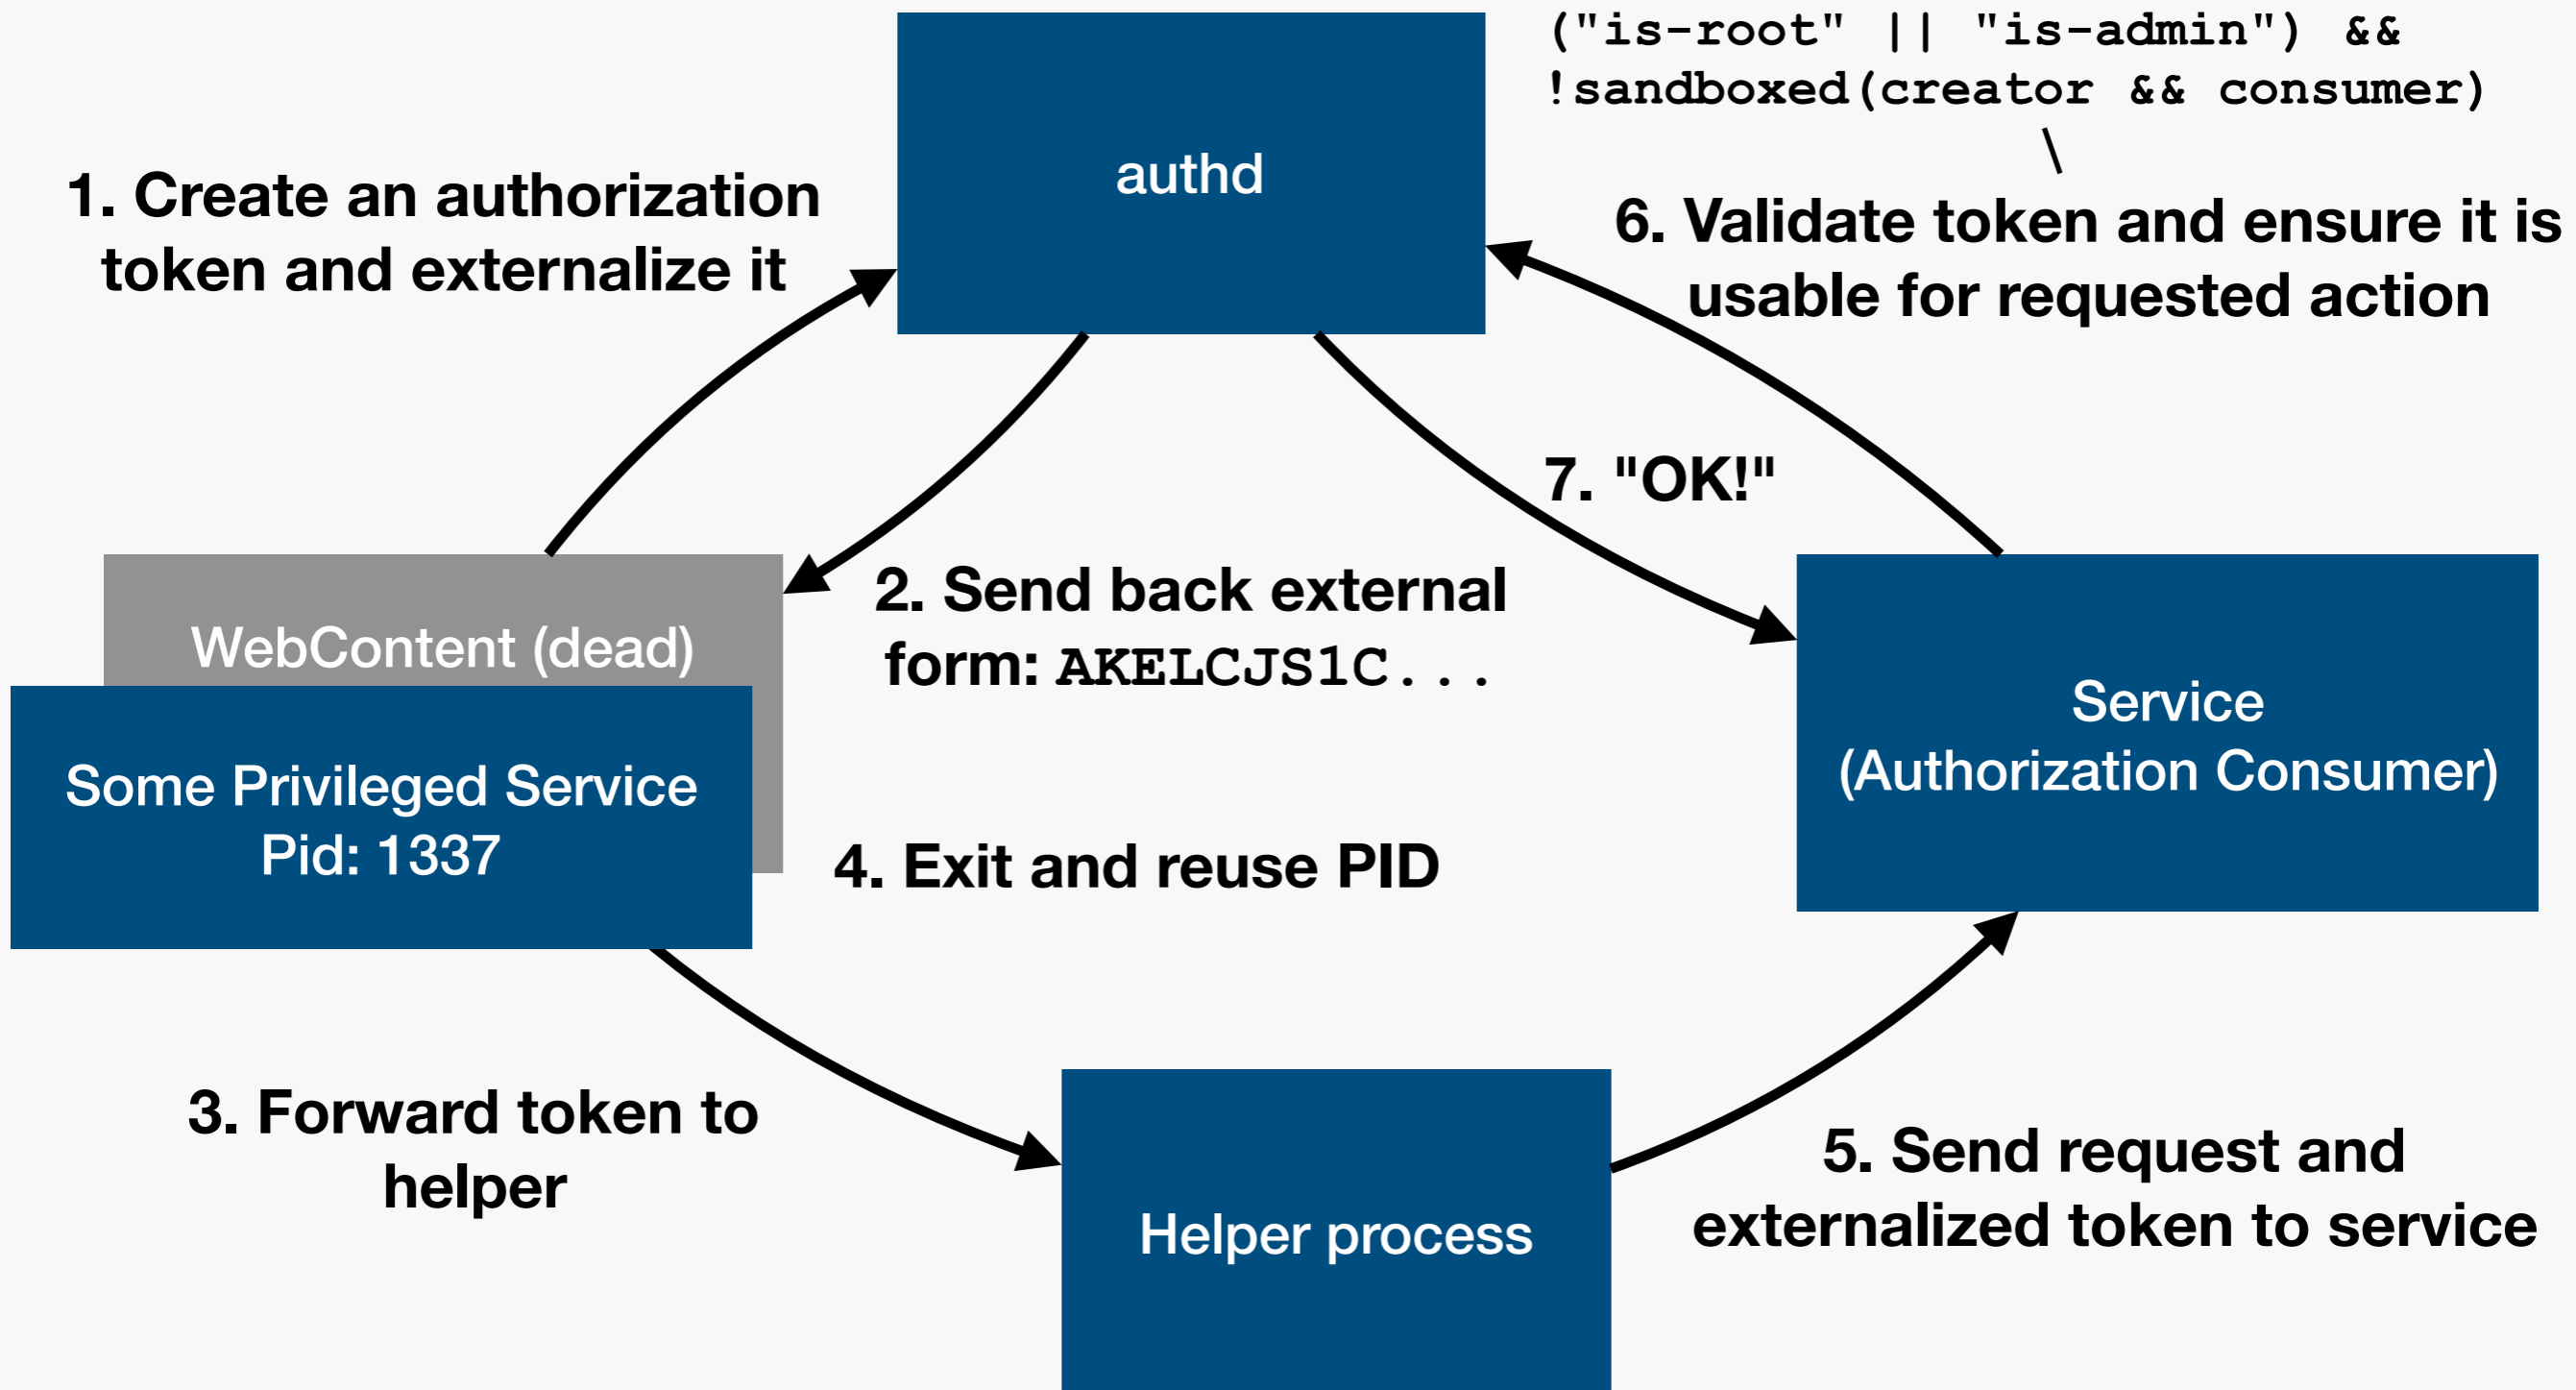 ("is-root" || "is-admin") &&
!sandboxed(creator && consumer)
\
authd
1. Create an authorization
token and externalize it
6. Validate token and ensure it is
usable for requested action
7. "OK!"
2. Send back external
form: AKELCJS1C...
WebContent (dead)
Some Privileged Service
Pid: 1337
Service
(Authorization Consumer)
4. Exit and reuse PID
3. Forward token to
helper
Helper process
5. Send request and
externalized token to service